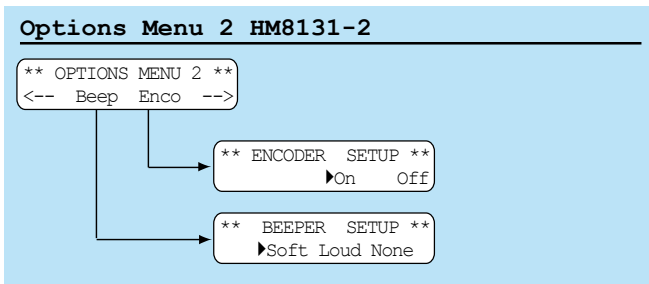 Options Menu 2 HM8131-2
** OPTIONS MENU 2 **
<-- Beep Enco -->
** ENCODER SETUP **
▶On Off
** BEEPER SETUP **
▶Soft Loud None